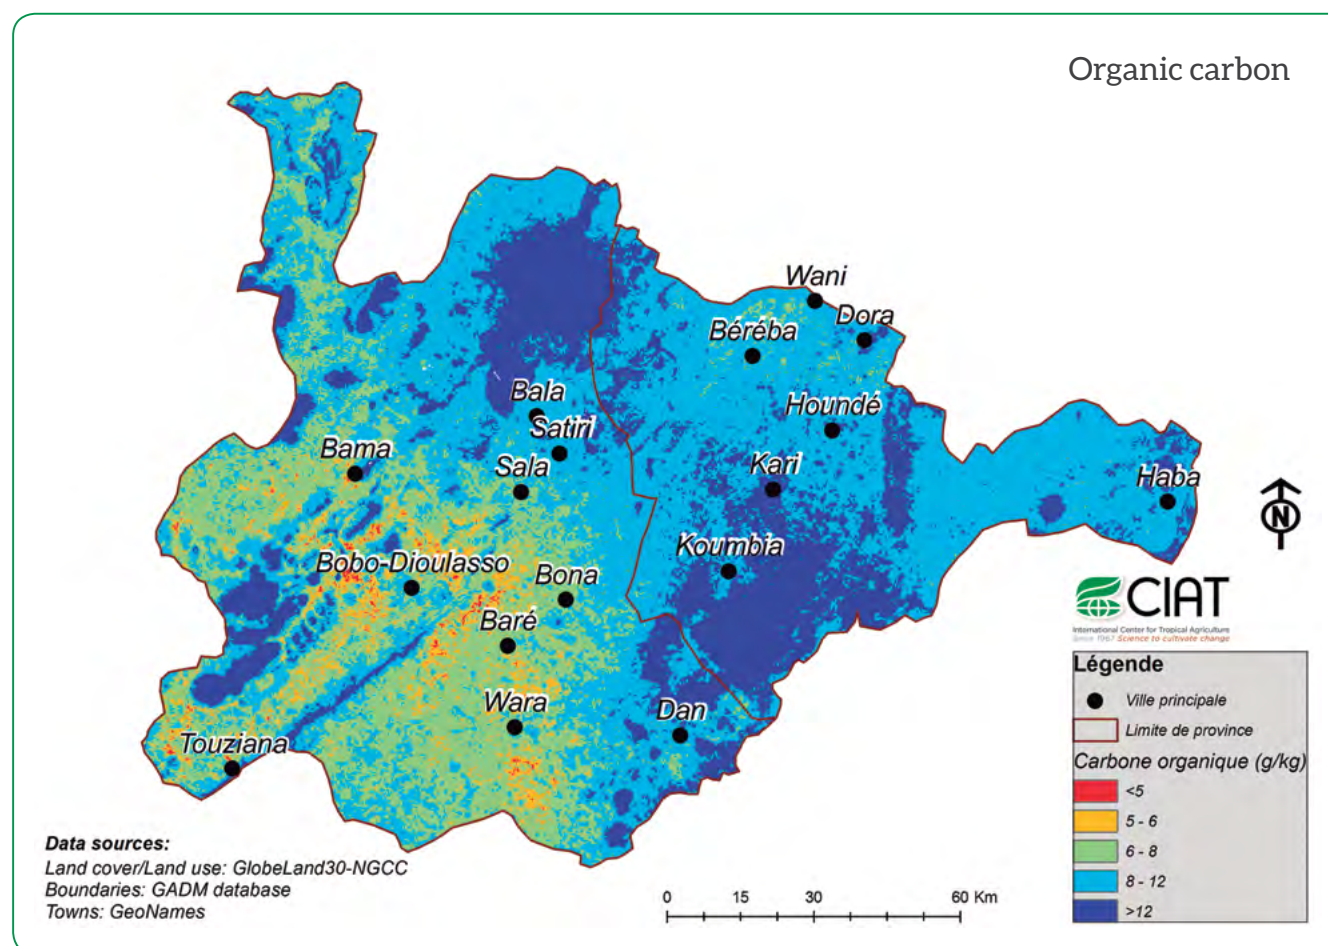 Organic carbon
Wani
Dora
Béréba
Bala
Houndé
Satiri
Bama
Sala
Kari
Haba
Koumbia
Bobo-Dioulasso
Bona
Baré
Wara
Dan
Touziana
N
CIAT
International Center for Tropical Agriculture
Since 1967 Science to cultivate change
Légende
Ville principale
Limite de province
Carbone organique (g/kg)
<5
5 - 6
6 - 8
8 - 12
>12
Data sources:
Land cover/Land use: GlobeLand30-NGCC
Boundaries: GADM database
Towns: GeoNames
0 15 30 60 Km